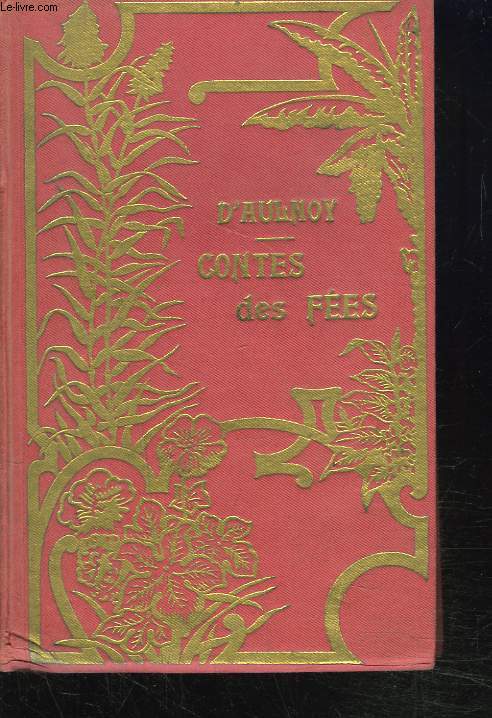 Le-livre.com
D'AULNOY
CONTES
des FÉES